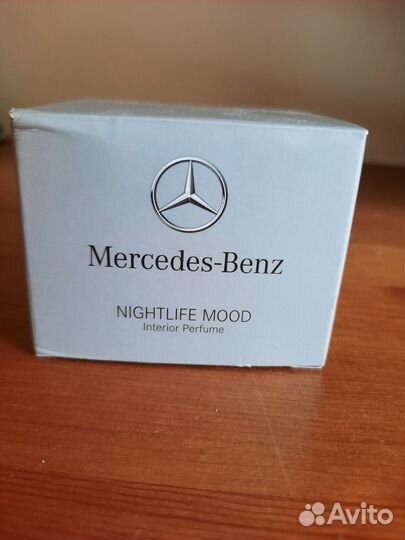 Mercedes-Benz
NIGHTLIFE MOOD
Interior Perfume
Avito